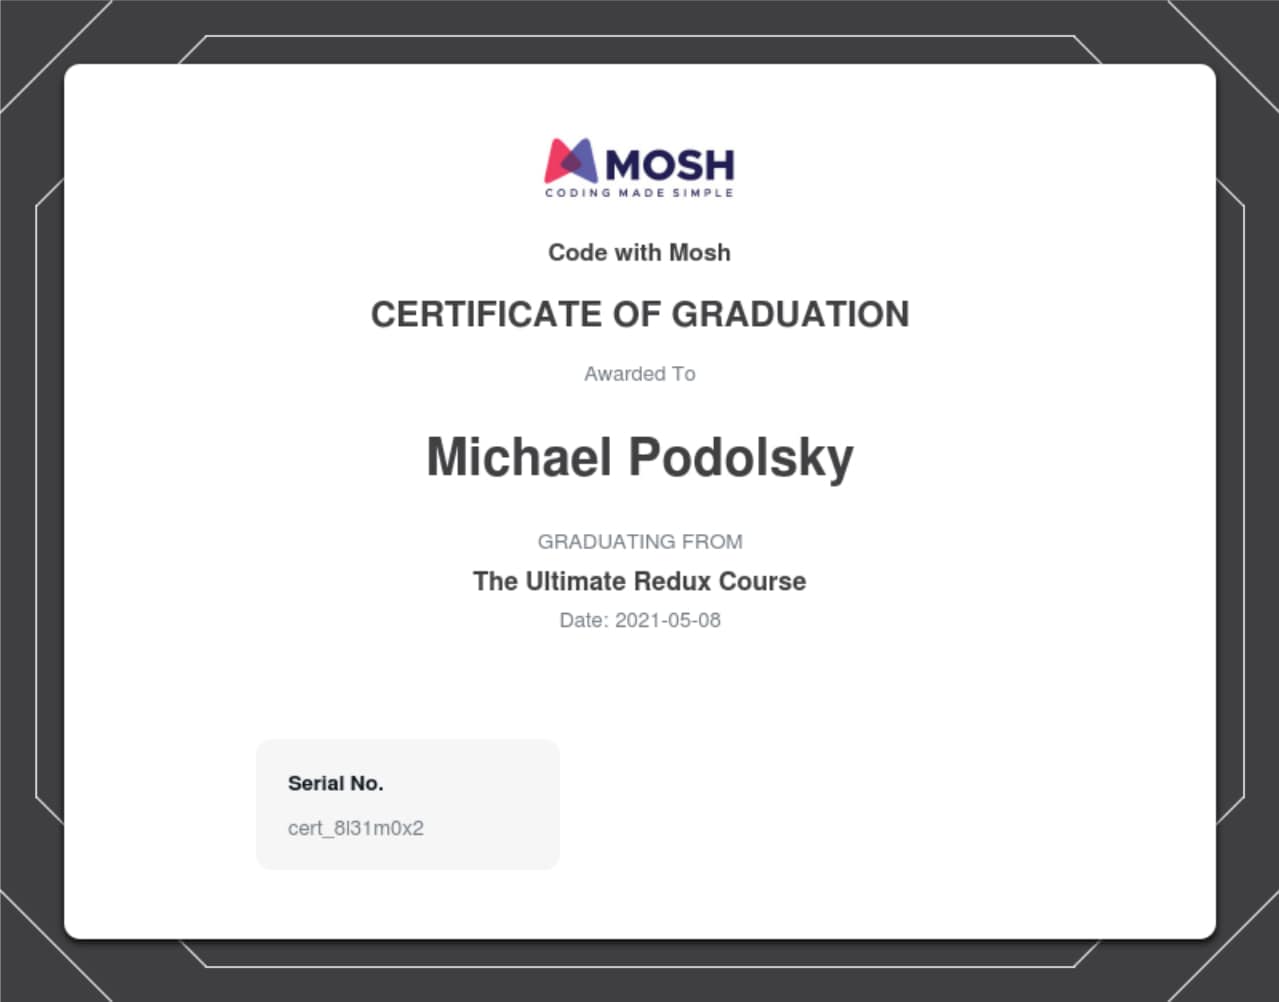 MOSH
CODING MADE SIMPLE
Code with Mosh
CERTIFICATE OF GRADUATION
Awarded To
Michael Podolsky
GRADUATING FROM
The Ultimate Redux Course
Date: 2021-05-08
Serial No.
cert_8l31m0x2